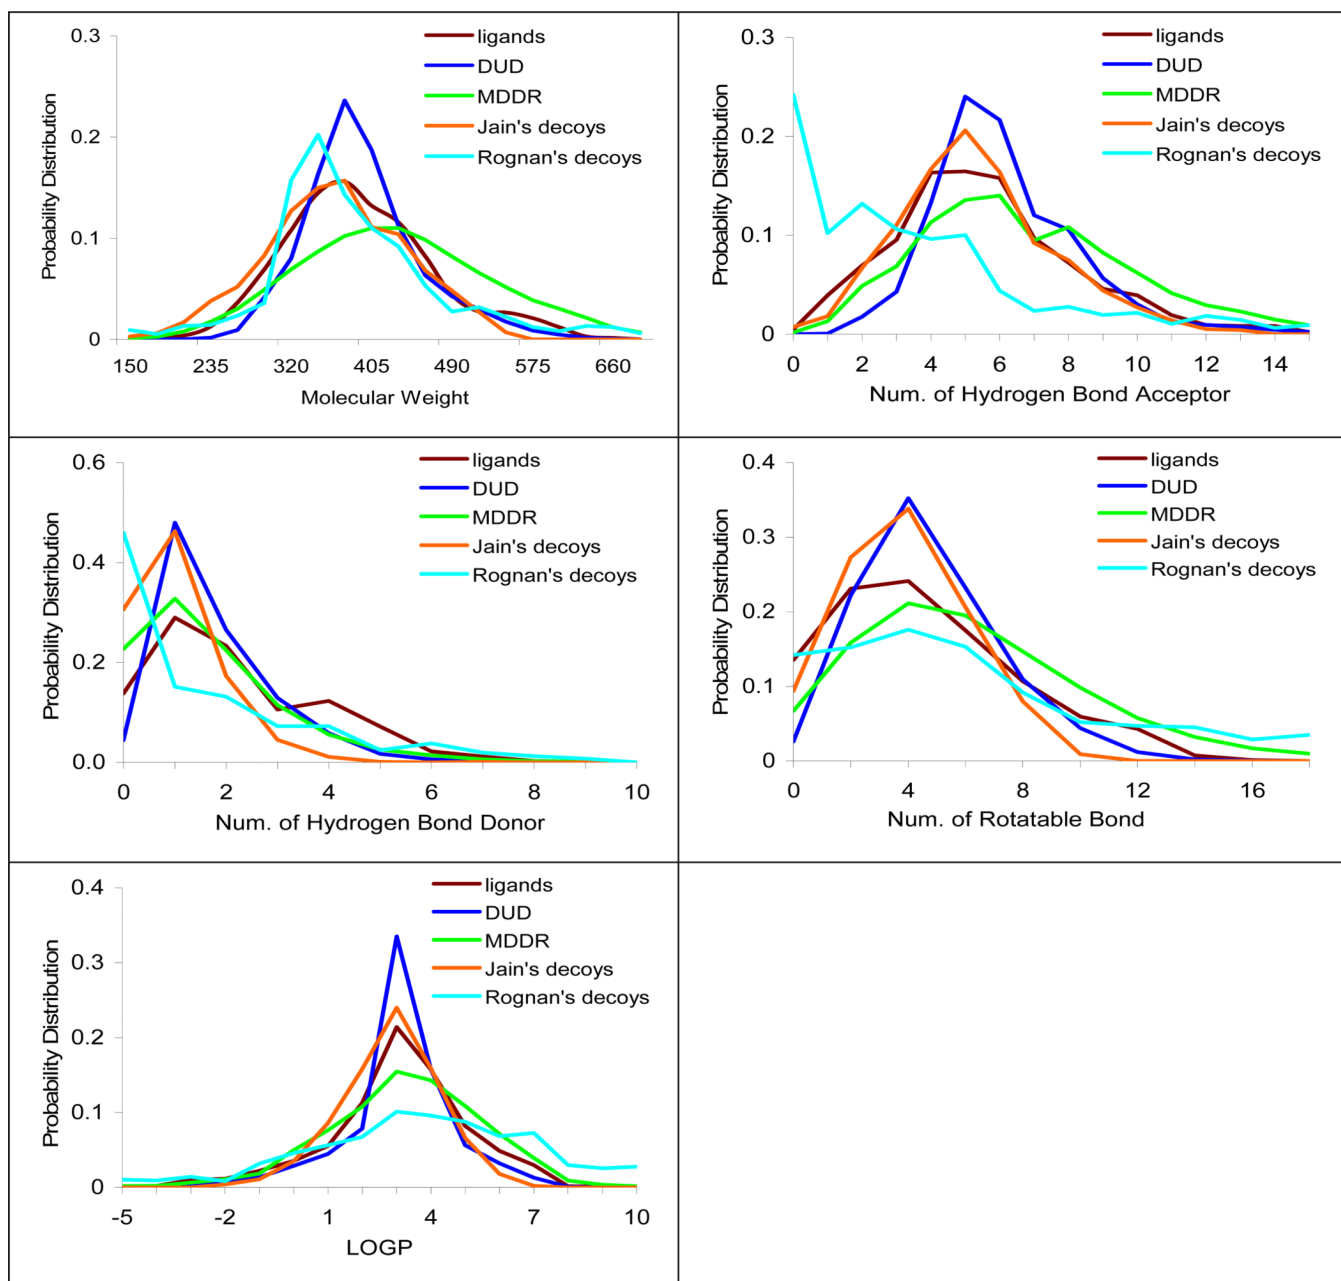 Probability Distribution
0.3
0.2
0.1
0
ligands
DUD
MDDR
Jain's decoys
Rognan's decoys
150 235 320 405 490 575 660
Molecular Weight
Probability Distribution
0.3
0.2
0.1
0
ligands
DUD
MDDR
Jain's decoys
Rognan's decoys
0 2 4 6 8 10 12 14
Num. of Hydrogen Bond Acceptor
Probability Distribution
0.6
0.4
0.2
0.0
ligands
DUD
MDDR
Jain's decoys
Rognan's decoys
0 2 4 6 8 10
Num. of Hydrogen Bond Donor
Probability Distribution
0.4
0.3
0.2
0.1
0
ligands
DUD
MDDR
Jain's decoys
Rognan's decoys
0 4 8 12 16
Num. of Rotatable Bond
Probability Distribution
0.4
0.3
0.2
0.1
0
ligands
DUD
MDDR
Jain's decoys
Rognan's decoys
-5 -2 1 4 7 10
LOGP